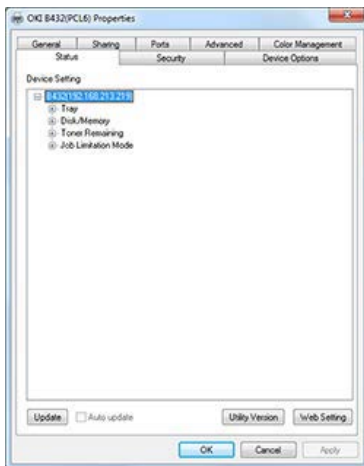 OKI B432(PCL6) Properties
General Sharing Ports Advanced Color Management
Status Security Device Options
Device Setting
B432(192.168.213.219)
Tray
Disk/Memory
Toner Remaining
Job Limitation Mode
Update Auto update Utility Version Web Setting
OK Cancel Apply